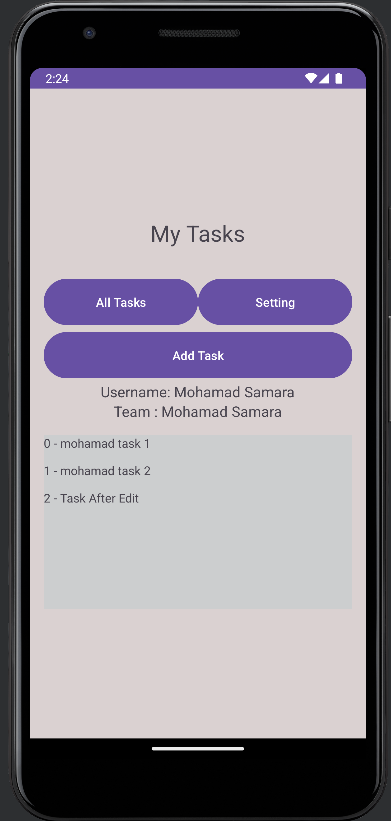 2:24
My Tasks
All Tasks Setting
Add Task
Username: Mohamad Samara
Team : Mohamad Samara
0 - mohamad task 1
1 - mohamad task 2
2 - Task After Edit